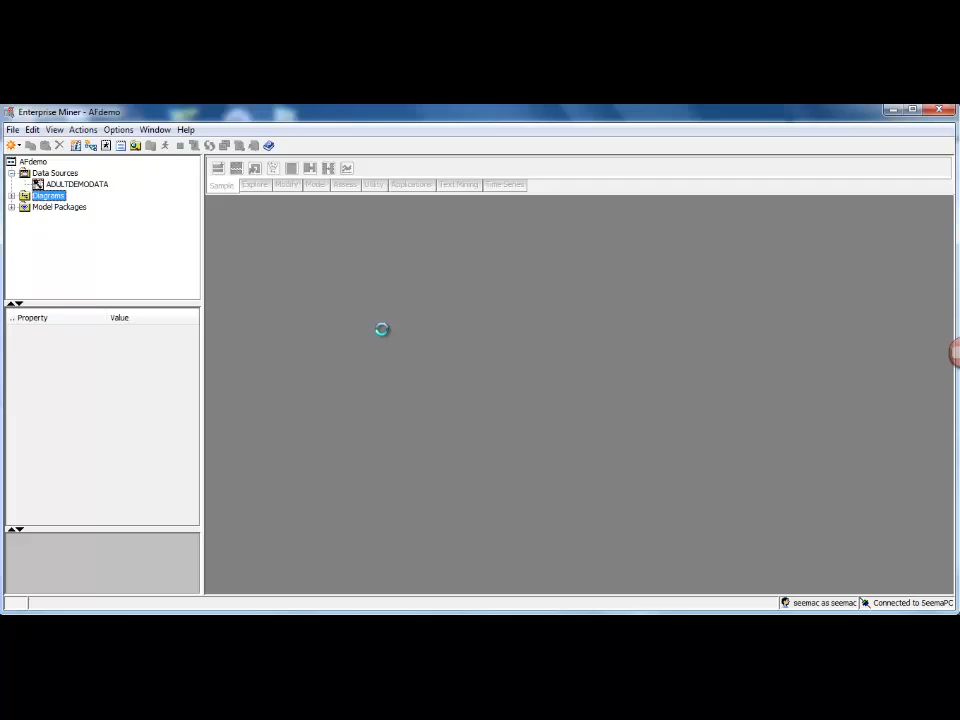 Enterprise Miner - AFdemo
File Edit View Actions Options Window Help
AFdemo
Data Sources
ADULTDEMODATA
Diagrams
Model Packages
Sample Explore Modify Model Assess Utility Applications Text Mining Time Series
.. Property Value
seemac as seemac Connected to SeemaPC